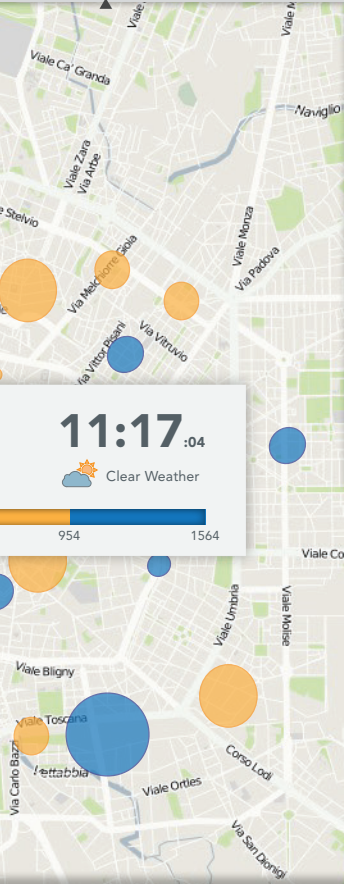 Viale
Viale M
Viale Ca' Granda
Naviglio
Viale Zara
Via Arbe
e Stelvio
Viale Monza
Via Padova
Via Melchiorre Gioia
Via Vitruvio
Via Vittor Pisani
11:17:04
Clear Weather
954 1564
Viale Co
Viale Umbria
Viale Molise
Viale Bligny
Viale Toscana
Via Carlo Bazzi
Corso Lodi
Viale Ortles
Via San Dionigi